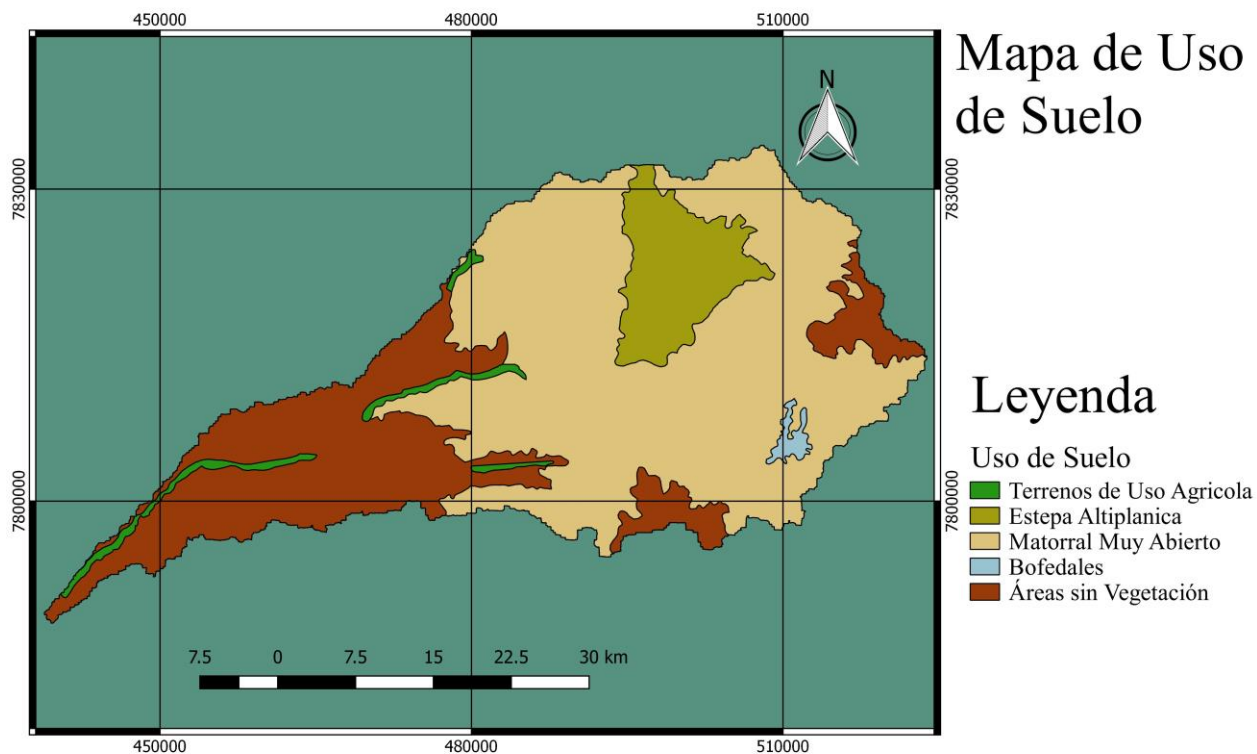 450000 480000 510000
Mapa de Uso
de Suelo
N
7830000 7830000
7800000 7800000
Leyenda
Uso de Suelo
Terrenos de Uso Agricola
Estepa Altiplanica
Matorral Muy Abierto
Bofedales
Áreas sin Vegetación
7.5 0 7.5 15 22.5 30 km
450000 480000 510000